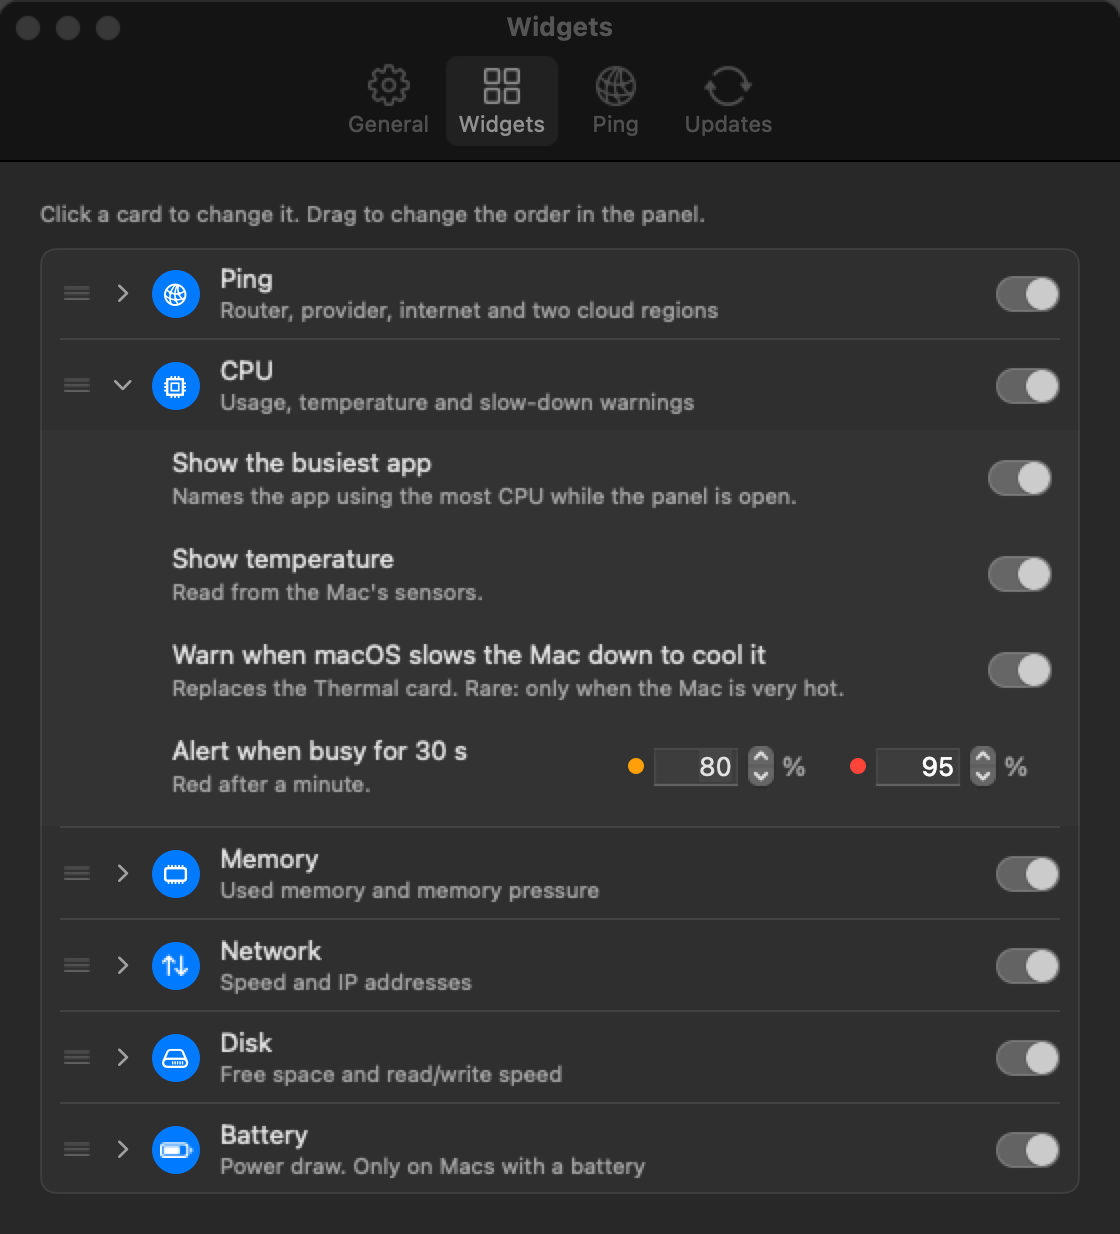 Widgets
General
Widgets
Ping
Updates
Click a card to change it. Drag to change the order in the panel.
Ping
Router, provider, internet and two cloud regions
CPU
Usage, temperature and slow-down warnings
Show the busiest app
Names the app using the most CPU while the panel is open.
Show temperature
Read from the Mac's sensors.
Warn when macOS slows the Mac down to cool it
Replaces the Thermal card. Rare: only when the Mac is very hot.
Alert when busy for 30 s
Red after a minute.
80 %
95 %
Memory
Used memory and memory pressure
Network
Speed and IP addresses
Disk
Free space and read/write speed
Battery
Power draw. Only on Macs with a battery